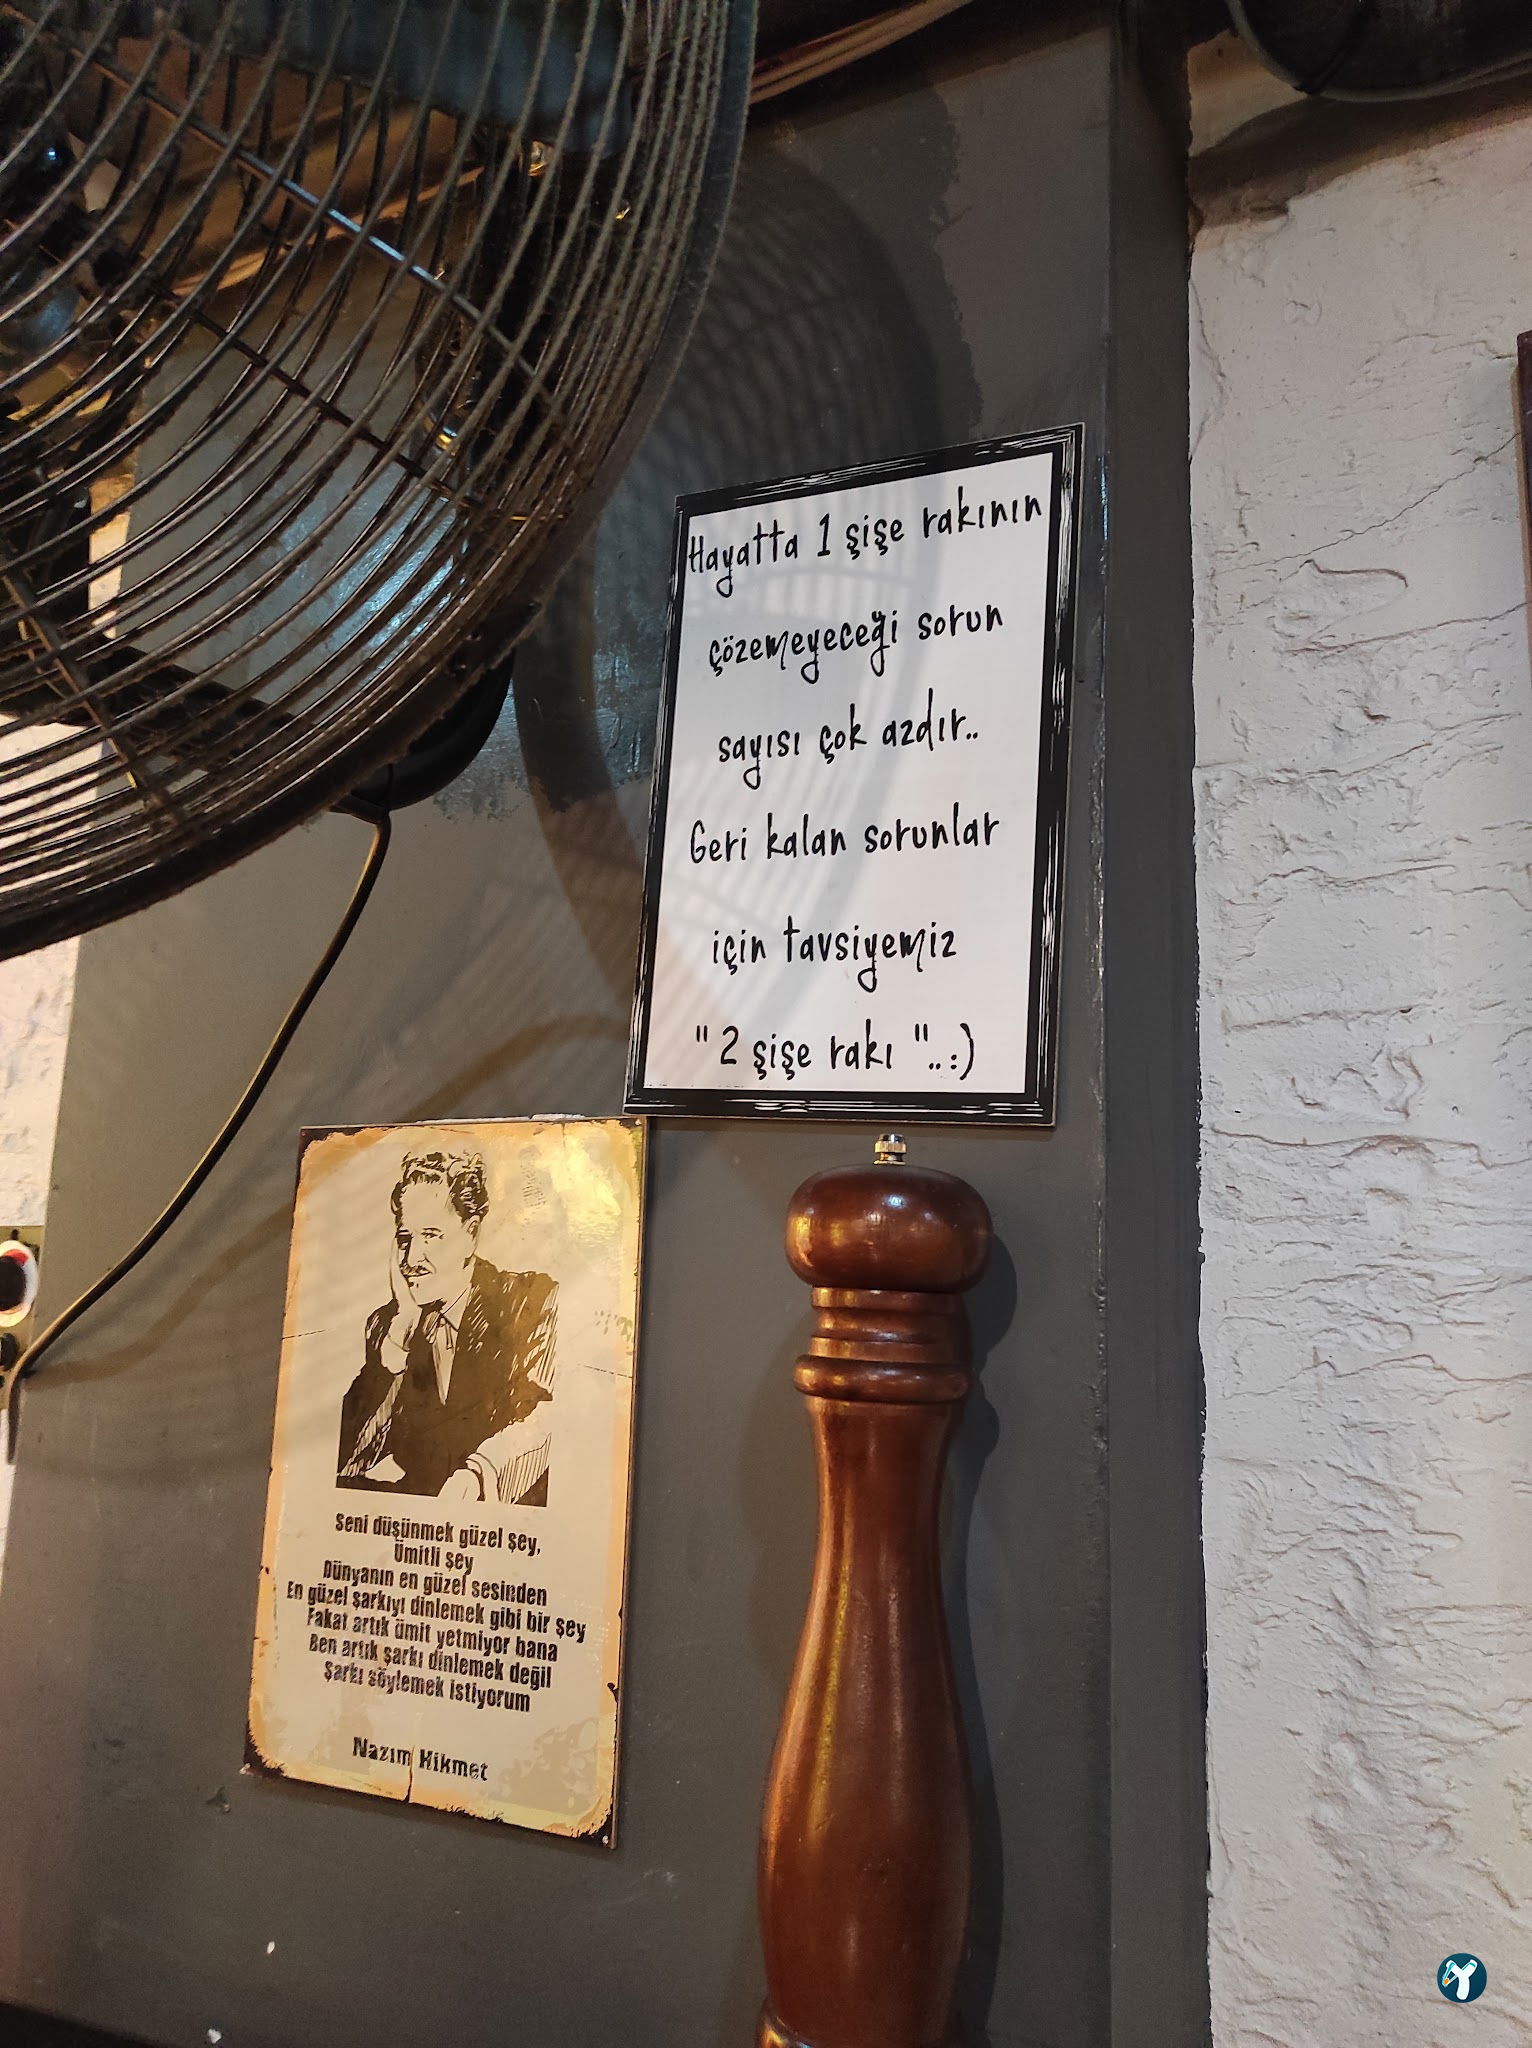 Hayatta 1 şişe rakının
çözemeyeceği sorun
sayısı çok azdır..
Geri kalan sorunlar
için tavsiyemiz
" 2 şişe rakı "..:)
Seni düşünmek güzel şey,
Ümitli şey
Dünyanın en güzel sesinden
En güzel şarkıyı dinlemek gibi bir şey
Fakat artık ümit yetmiyor bana
Ben artık şarkı dinlemek değil
Şarkı söylemek istiyorum
Nazım Hikmet